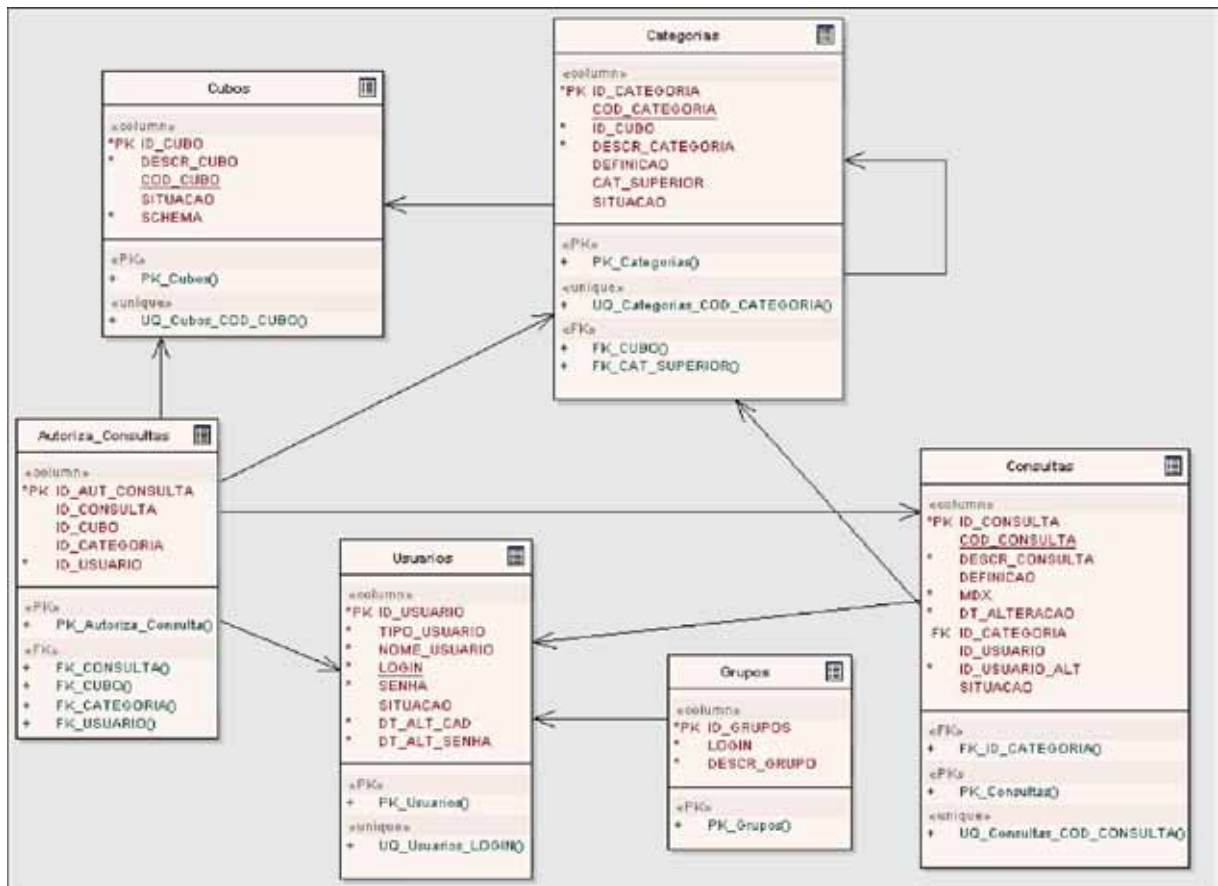 Cubos
«column»
*PK ID_CUBO
* DESCR_CUBO
COD_CUBO
SITUACAO
* SCHEMA
«PK»
+ PK_Cubos()
«unique»
+ UQ_Cubos_COD_CUBO()
Categorias
«column»
*PK ID_CATEGORIA
COD_CATEGORIA
* ID_CUBO
* DESCR_CATEGORIA
DEFINICAO
CAT_SUPERIOR
SITUACAO
«PK»
+ PK_Categorias()
«unique»
+ UQ_Categorias_COD_CATEGORIA()
«FK»
+ FK_CUBO()
+ FK_CAT_SUPERIOR()
Autoriza_Consultas
«column»
*PK ID_AUT_CONSULTA
ID_CONSULTA
ID_CUBO
ID_CATEGORIA
* ID_USUARIO
«PK»
+ PK_Autoriza_Consulta()
«FK»
+ FK_CONSULTA()
+ FK_CUBO()
+ FK_CATEGORIA()
+ FK_USUARIO()
Usuarios
«column»
*PK ID_USUARIO
* TIPO_USUARIO
* NOME_USUARIO
* LOGIN
* SENHA
SITUACAO
* DT_ALT_CAD
* DT_ALT_SENHA
«PK»
+ PK_Usuarios()
«unique»
+ UQ_Usuarios_LOGIN()
Grupos
«column»
*PK ID_GRUPOS
* LOGIN
* DESCR_GRUPO
«PK»
+ PK_Grupos()
Consultas
«column»
*PK ID_CONSULTA
COD_CONSULTA
* DESCR_CONSULTA
DEFINICAO
* MDX
* DT_ALTERACAO
FK ID_CATEGORIA
ID_USUARIO
* ID_USUARIO_ALT
SITUACAO
«FK»
+ FK_ID_CATEGORIA()
«PK»
+ PK_Consultas()
«unique»
+ UQ_Consultas_COD_CONSULTA()